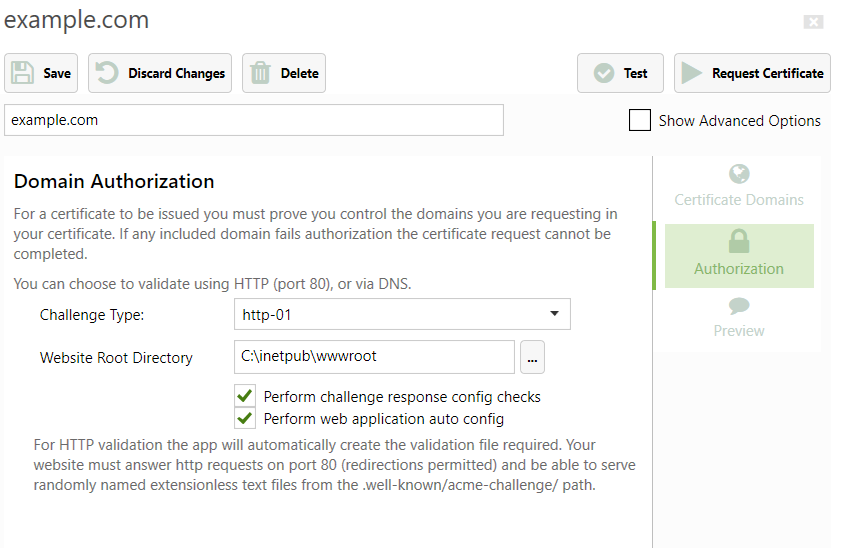 example.com
Save
Discard Changes
Delete
Test
Request Certificate
example.com
Show Advanced Options
Domain Authorization
For a certificate to be issued you must prove you control the domains you are requesting in
your certificate. If any included domain fails authorization the certificate request cannot be
completed.
You can choose to validate using HTTP (port 80), or via DNS.
Challenge Type:
http-01
Website Root Directory
C:\inetpub\wwwroot
...
Perform challenge response config checks
Perform web application auto config
For HTTP validation the app will automatically create the validation file required. Your
website must answer http requests on port 80 (redirections permitted) and be able to serve
randomly named extensionless text files from the .well-known/acme-challenge/ path.
Certificate Domains
Authorization
Preview